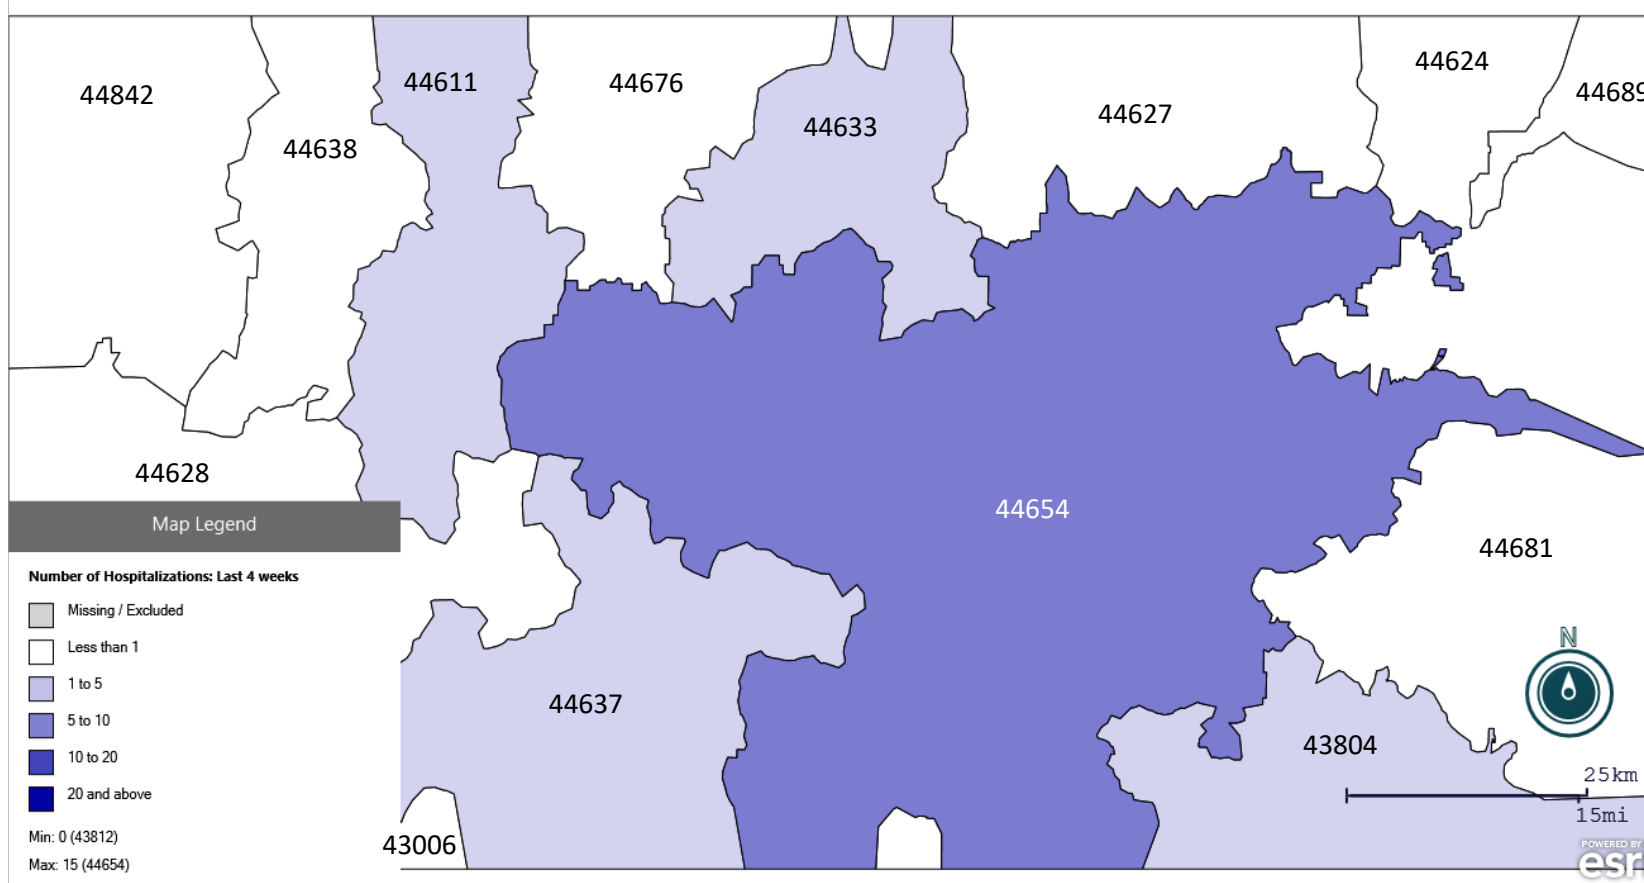 44842
44638
44611
44676
44633
44627
44624
44689
44628
44654
44681
44637
43804
43006
Map Legend
Number of Hospitalizations: Last 4 weeks
Missing / Excluded
Less than 1
1 to 5
5 to 10
10 to 20
20 and above
Min: 0 (43812)
Max: 15 (44654)
N
25km
15mi
POWERED BY
esri